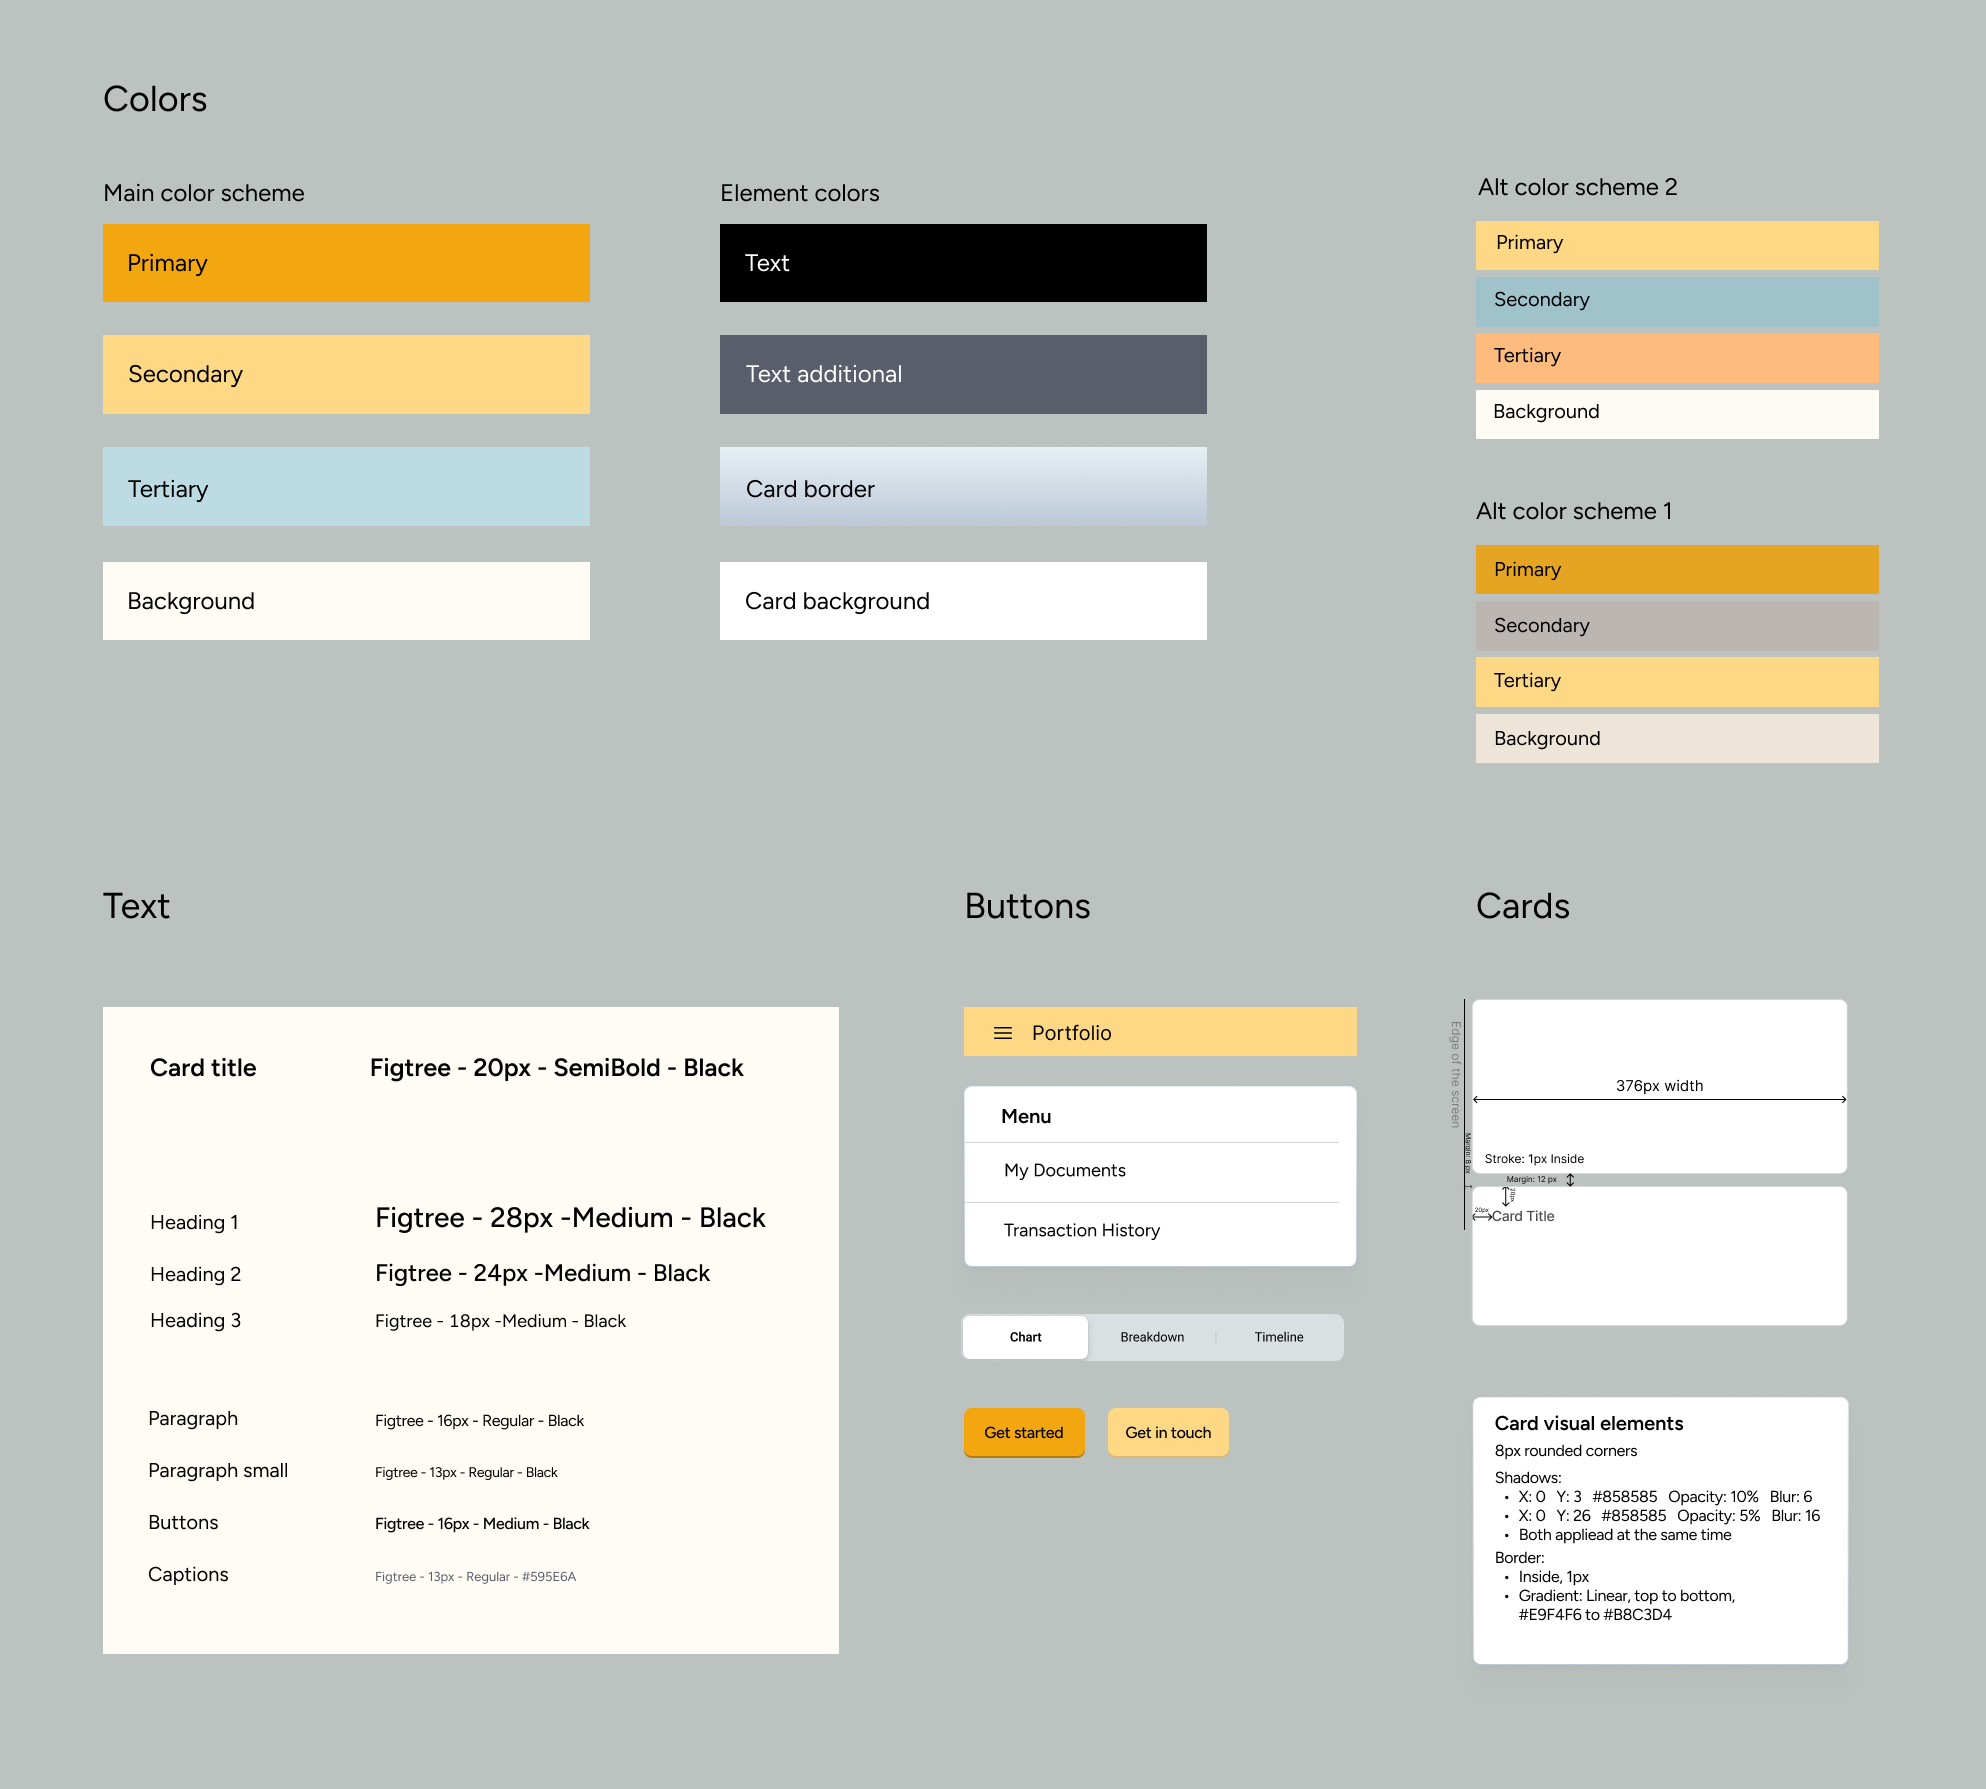 Colors
Main color scheme
Primary
Secondary
Tertiary
Background
Element colors
Text
Text additional
Card border
Card background
Alt color scheme 2
Primary
Secondary
Tertiary
Background
Alt color scheme 1
Primary
Secondary
Tertiary
Background
Text
Card title Figtree - 20px - SemiBold - Black
Heading 1 Figtree - 28px -Medium - Black
Heading 2 Figtree - 24px -Medium - Black
Heading 3 Figtree - 18px -Medium - Black
Paragraph Figtree - 16px - Regular - Black
Paragraph small Figtree - 13px - Regular - Black
Buttons Figtree - 16px - Medium - Black
Captions Figtree - 13px - Regular - #595E6A
Buttons
Portfolio
Menu
My Documents
Transaction History
Chart Breakdown Timeline
Get started Get in touch
Cards
Edge of the screen
376px width
Margin: 8 px
Stroke: 1px Inside
Margin: 12 px
20px
20px
Card Title
Card visual elements
8px rounded corners
Shadows:
• X: 0 Y: 3 #858585 Opacity: 10% Blur: 6
• X: 0 Y: 26 #858585 Opacity: 5% Blur: 16
• Both appliead at the same time
Border:
• Inside, 1px
• Gradient: Linear, top to bottom,
#E9F4F6 to #B8C3D4